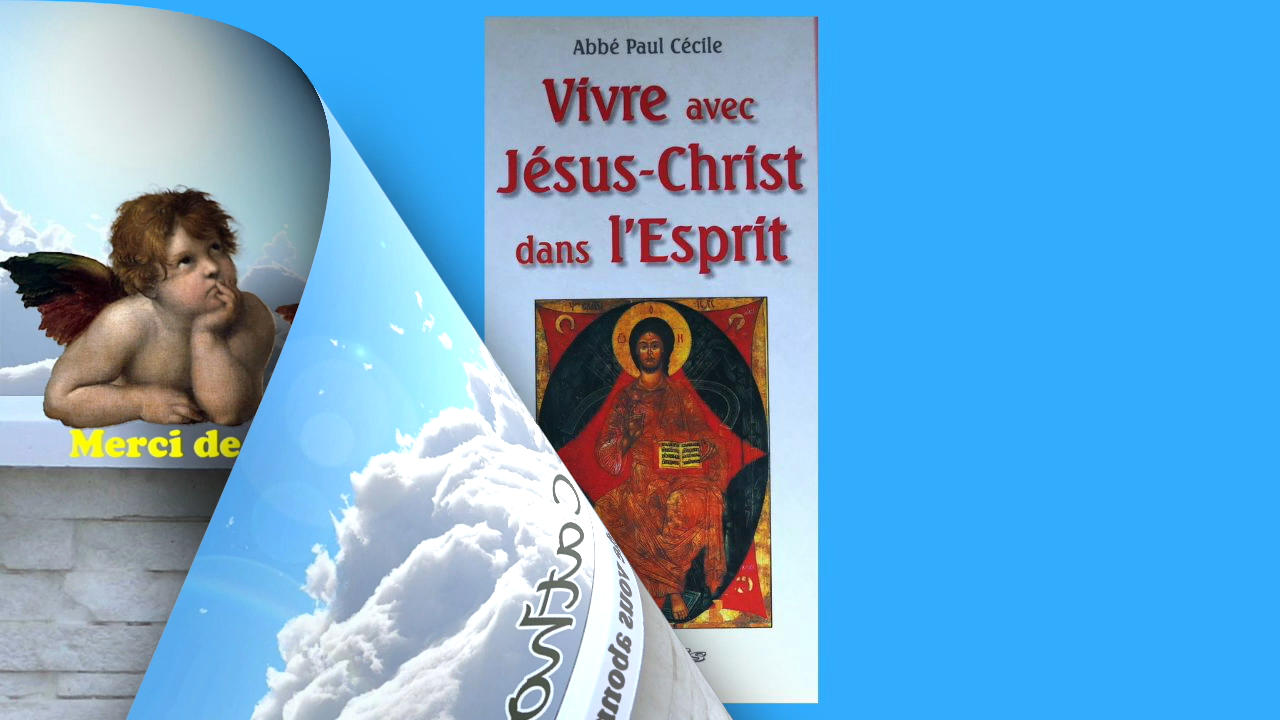 Abbé Paul Cécile
Vivre avec
Jésus-Christ
dans l'Esprit
Merci de